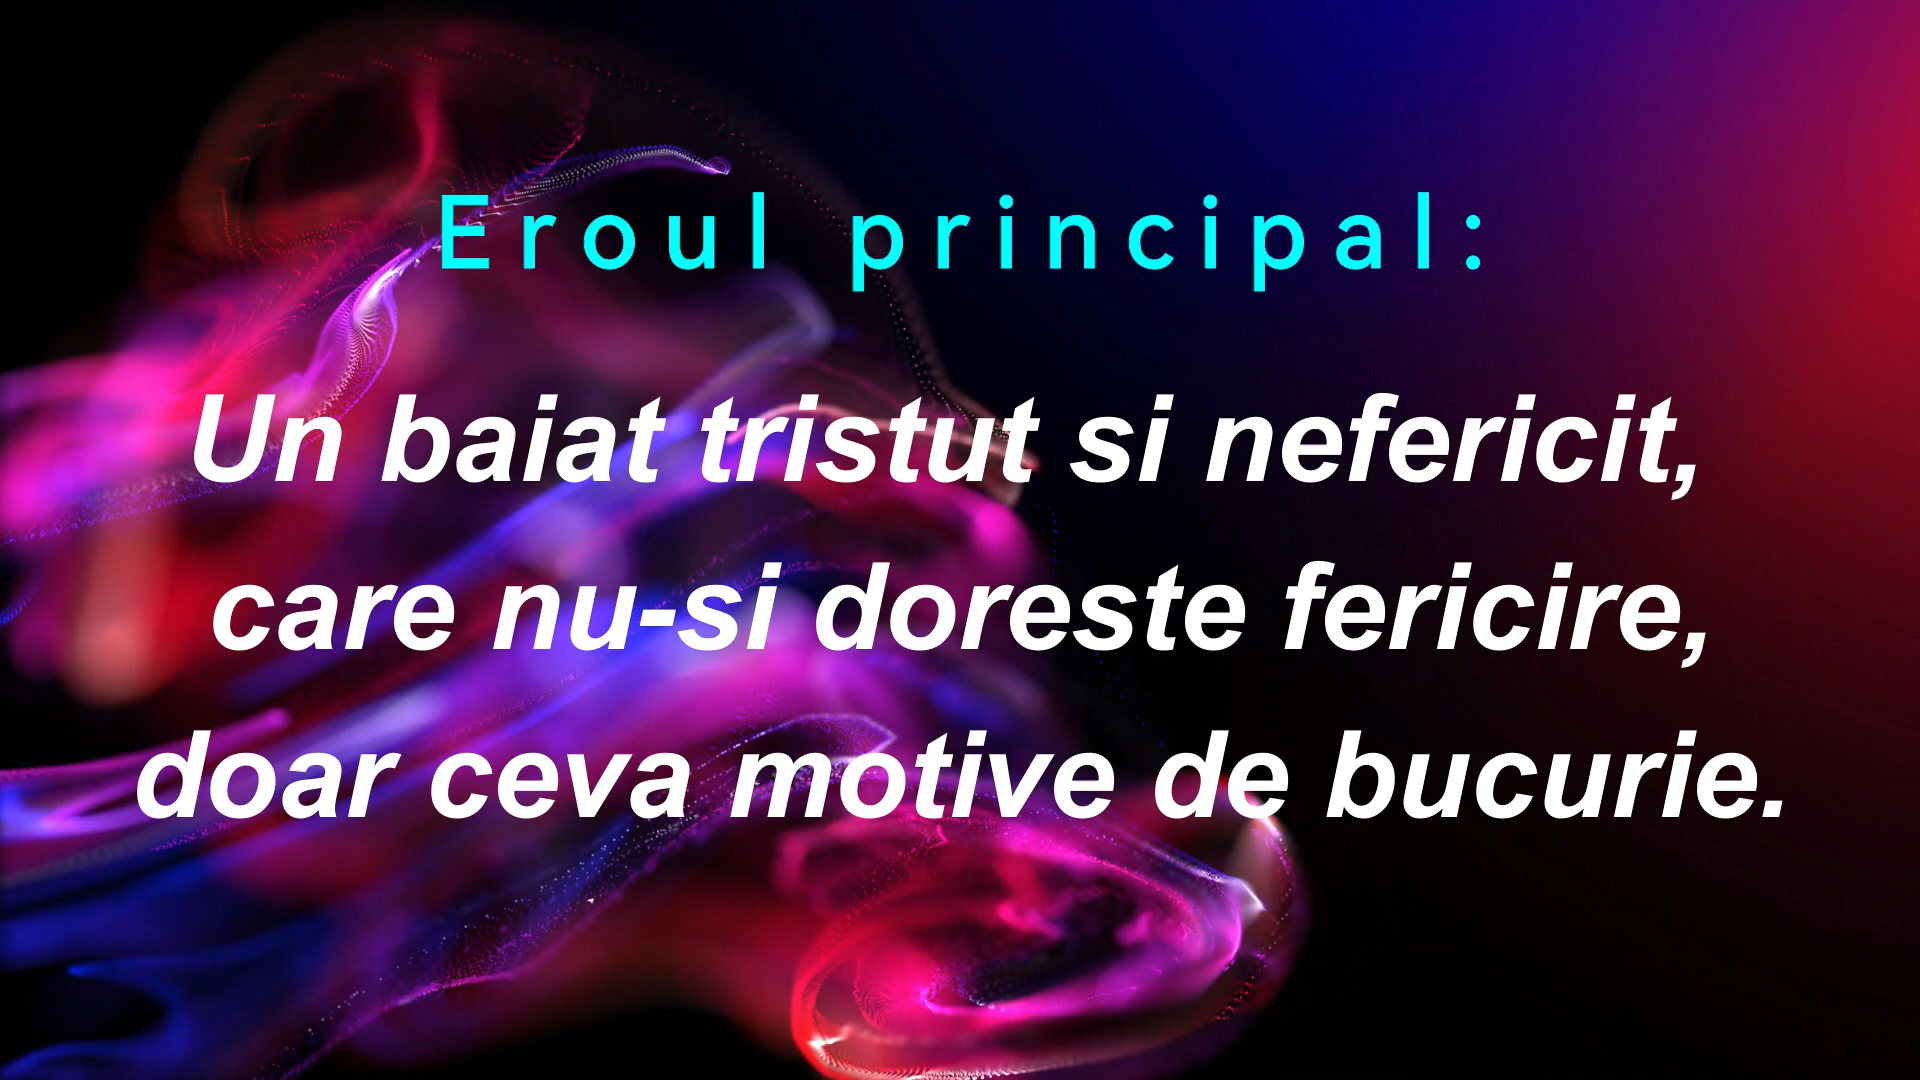 Eroul principal:
Un baiat tristut si nefericit,
care nu-si doreste fericire,
doar ceva motive de bucurie.